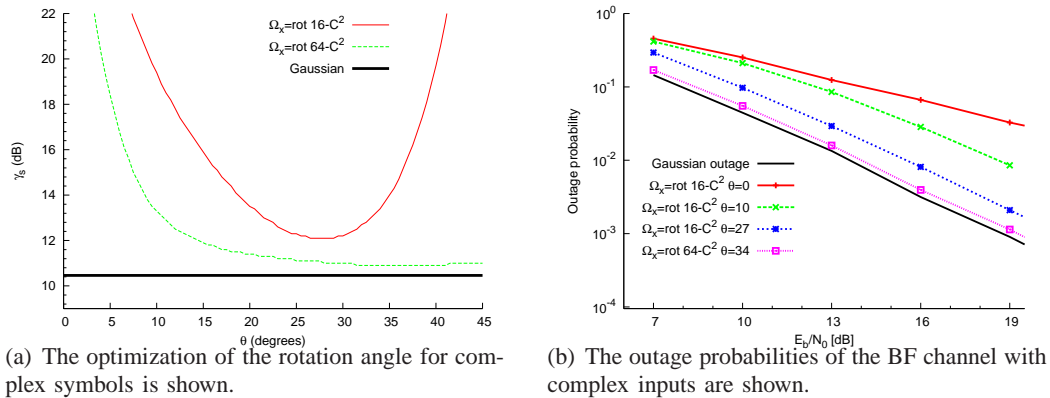 22
20
18
16
14
12
10
γs (dB)
0 5 10 15 20 25 30 35 40 45
θ (degrees)
Ωx=rot 16-C²
Ωx=rot 64-C²
Gaussian
(a) The optimization of the rotation angle for com-
plex symbols is shown.
10⁰
10⁻¹
10⁻²
10⁻³
10⁻⁴
Outage probability
7 10 13 16 19
Eb/N0 [dB]
Gaussian outage
Ωx=rot 16-C² θ=0
Ωx=rot 16-C² θ=10
Ωx=rot 16-C² θ=27
Ωx=rot 64-C² θ=34
(b) The outage probabilities of the BF channel with
complex inputs are shown.